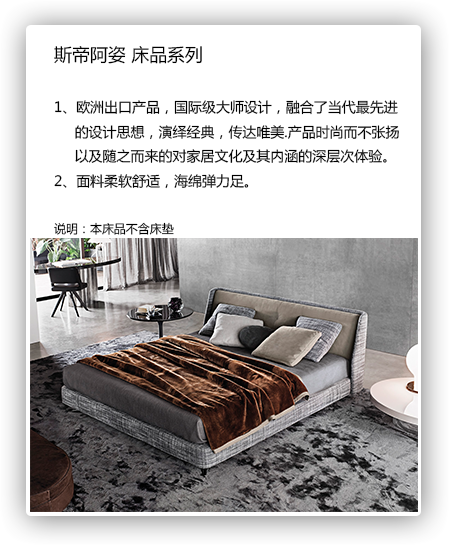 斯帝阿姿 床品系列
1、欧洲出口产品，国际级大师设计，融合了当代最先进
的设计思想，演绎经典，传达唯美.产品时尚而不张扬
以及随之而来的对家居文化及其内涵的深层次体验。
2、面料柔软舒适，海绵弹力足。
说明：本床品不含床垫